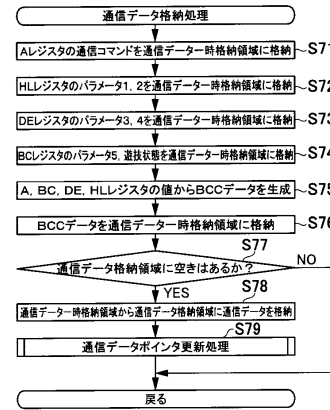 通信データ格納処理
Aレジスタの通信コマンドを通信データ一時格納領域に格納
S71
HLレジスタのパラメータ1, 2を通信データ一時格納領域に格納
S72
DEレジスタのパラメータ3, 4を通信データ一時格納領域に格納
S73
BCレジスタのパラメータ5, 遊技状態を通信データ一時格納領域に格納
S74
A, BC, DE, HLレジスタの値からBCCデータを生成
S75
BCCデータを通信データ一時格納領域に格納
S76
S77
通信データ格納領域に空きはあるか？
NO
YES
S78
通信データ一時格納領域から通信データ格納領域に通信データを格納
S79
通信データポインタ更新処理
戻る